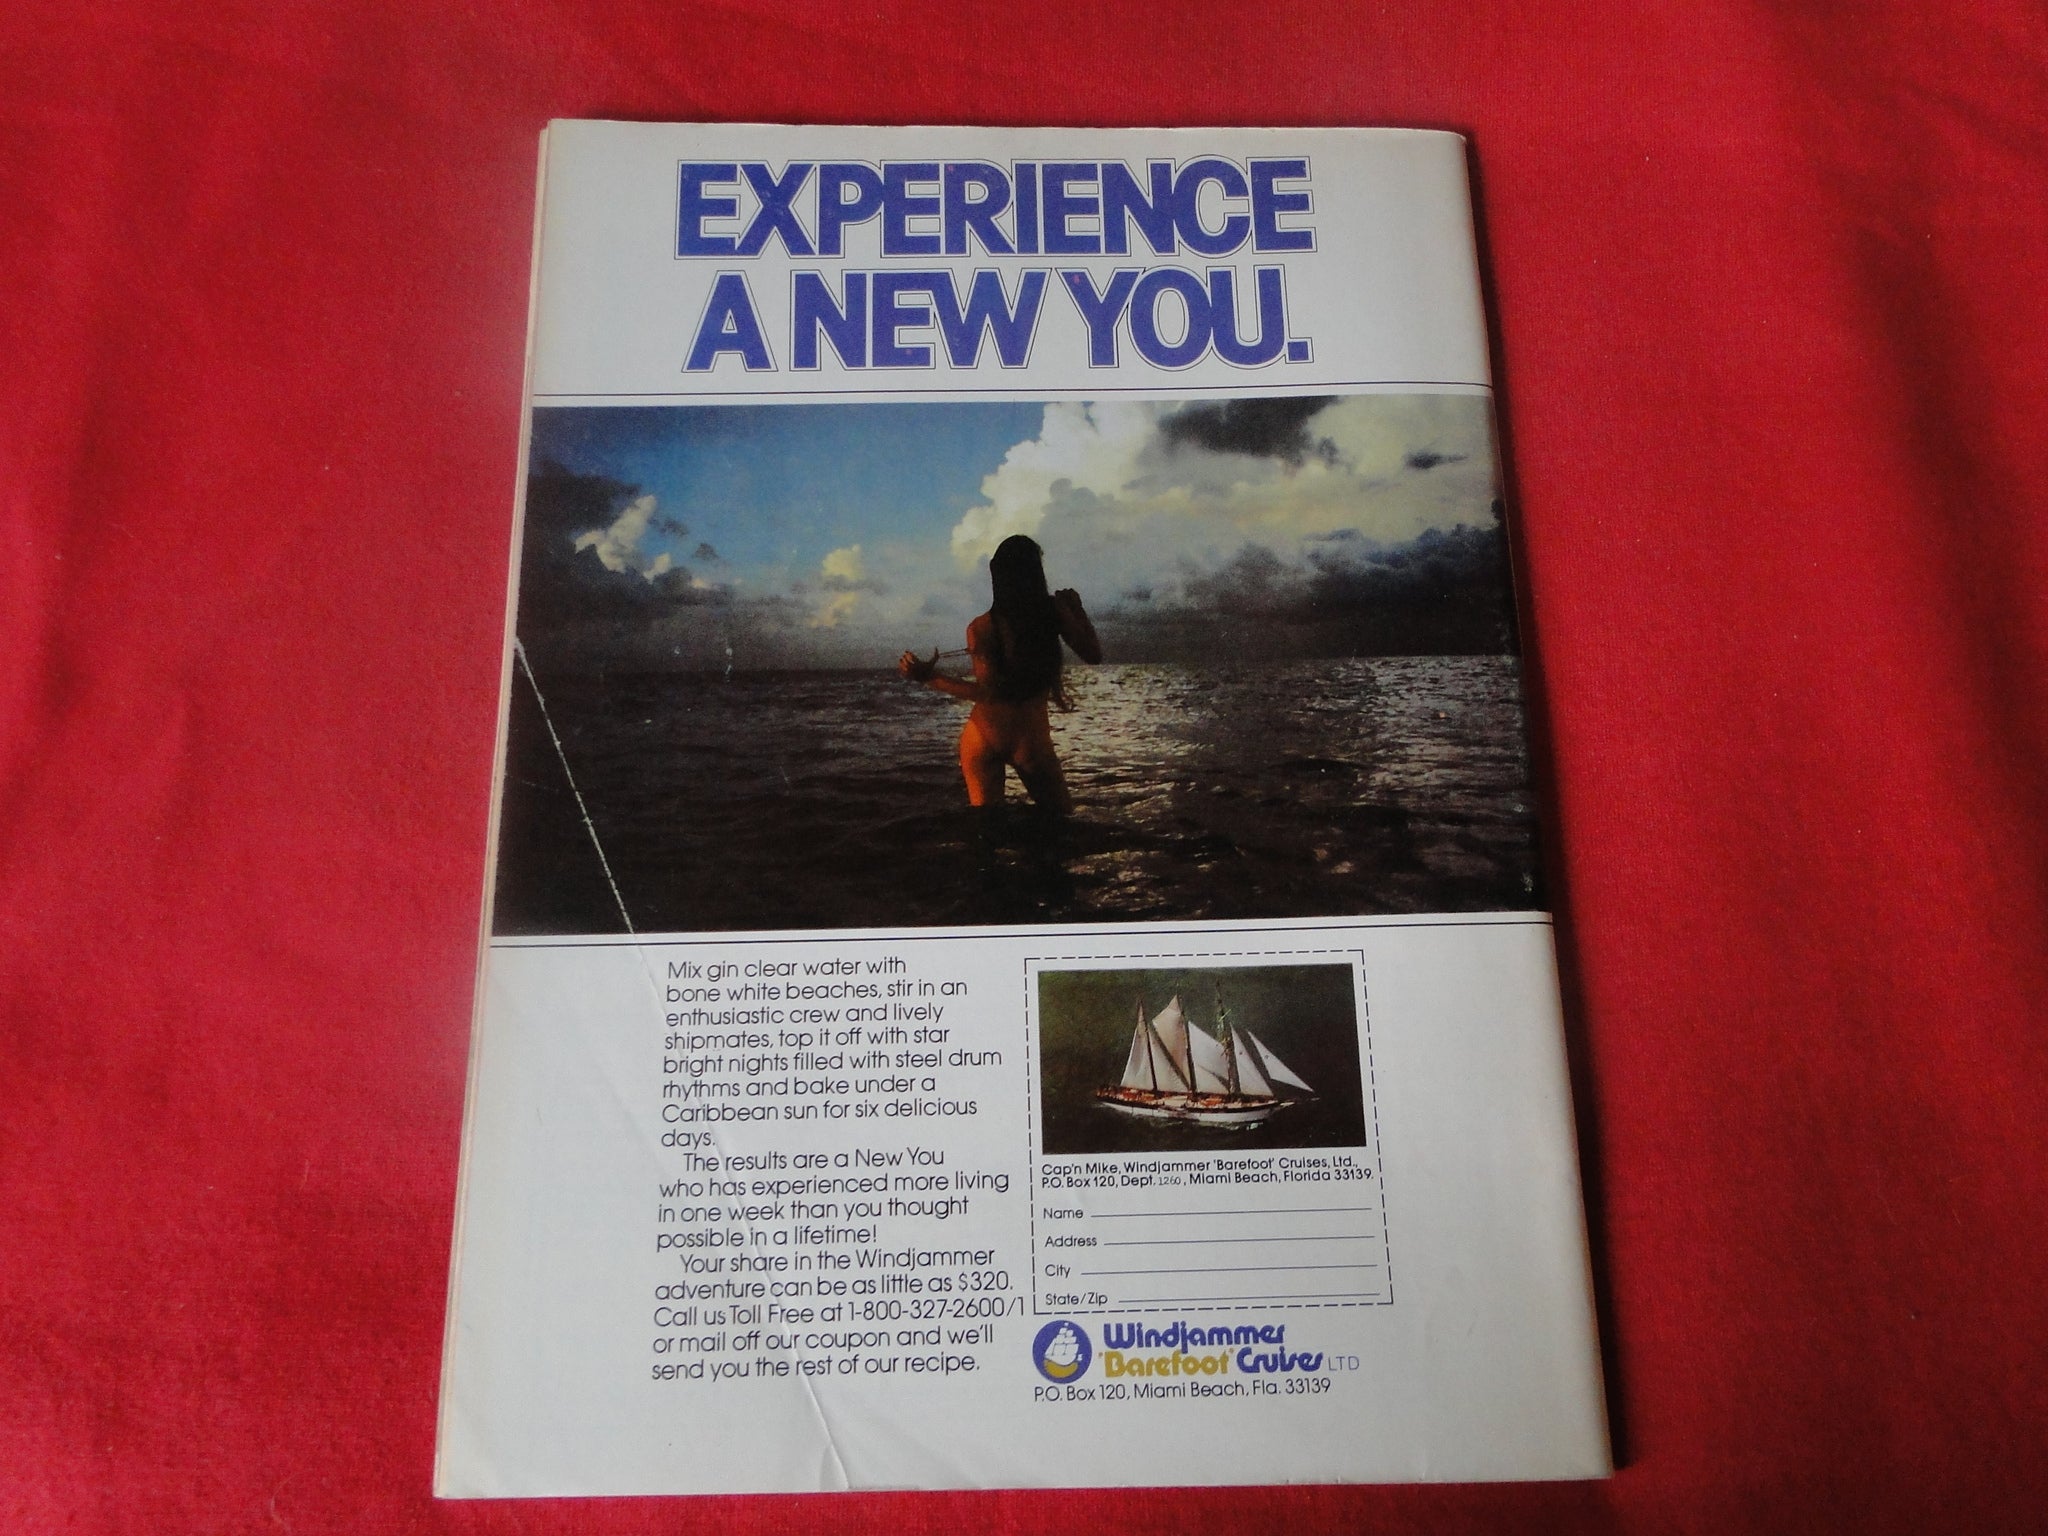 EXPERIENCE
A NEW YOU.
Mix gin clear water with
bone white beaches, stir in an
enthusiastic crew and lively
shipmates, top it off with star
bright nights filled with steel drum
rhythms and bake under a
Caribbean sun for six delicious
days.
The results are a New You
who has experienced more living
in one week than you thought
possible in a lifetime!
Your share in the Windjammer
adventure can be as little as $320.
Call us Toll Free at 1-800-327-2600/1
or mail off our coupon and we'll
send you the rest of our recipe.
Cap'n Mike, Windjammer 'Barefoot' Cruises, Ltd.,
P.O. Box 120, Dept. 1260, Miami Beach, Florida 33139.
Name
Address
City
State/Zip
Windjammer
'Barefoot' Cruises LTD
P.O. Box 120, Miami Beach, Fla. 33139